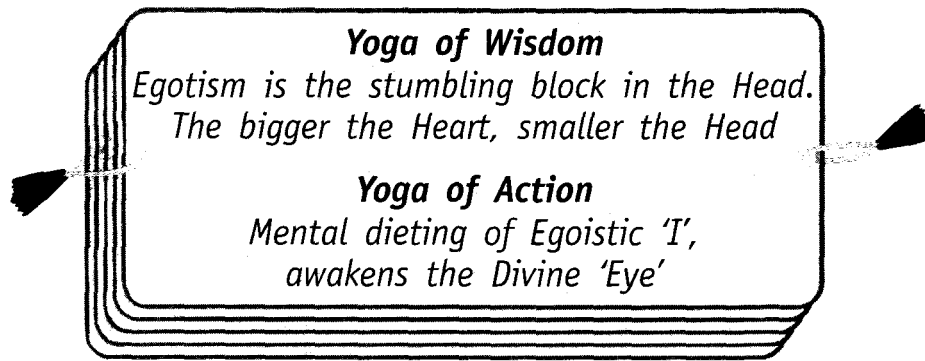 Yoga of Wisdom
Egotism is the stumbling block in the Head.
The bigger the Heart, smaller the Head
Yoga of Action
Mental dieting of Egoistic ‘I’,
awakens the Divine ‘Eye’